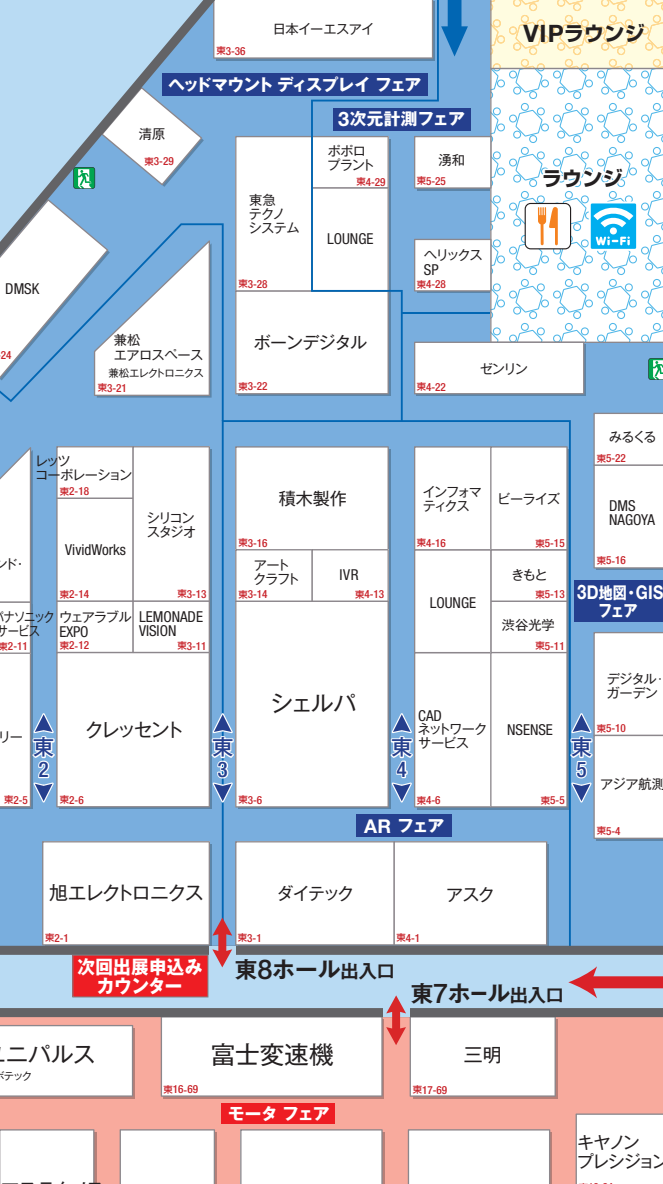 日本イーエスアイ
東3-36
VIPラウンジ
ヘッドマウント ディスプレイ フェア
3次元計測フェア
清原
東3-29
ポポロ
プラント
東4-29
湧和
東5-25
ラウンジ
Wi-Fi
東急
テクノ
システム
東3-28
LOUNGE
ヘリックス
SP
東4-28
DMSK
24
兼松
エアロスペース
兼松エレクトロニクス
東3-21
ボーンデジタル
東3-22
ゼンリン
東4-22
みるくる
東5-22
レッツ
コーポレーション
東2-18
シリコン
スタジオ
東3-13
積木製作
東3-16
インフォマ
ティクス
東4-16
ビーライズ
東5-15
DMS
NAGOYA
東5-16
VividWorks
東2-14
アート
クラフト
東3-14
IVR
東4-13
LOUNGE
きもと
東5-13
ンド・
3D地図・GIS
フェア
パナソニック
サービス
東2-11
ウェアラブル
EXPO
東2-12
LEMONADE
VISION
東3-11
渋谷光学
東5-11
デジタル・
ガーデン
東5-10
リー
東2-5
東2
クレッセント
東2-6
東3
シェルパ
東3-6
東4
CAD
ネットワーク
サービス
東4-6
NSENSE
東5-5
東5
アジア航測
東5-4
AR フェア
旭エレクトロニクス
東2-1
ダイテック
東3-1
アスク
東4-1
次回出展申込み
カウンター
東8ホール出入口
東7ホール出入口
ユニパルス
ボテック
富士変速機
東16-69
三明
東17-69
モータ フェア
キヤノン
プレシジョン